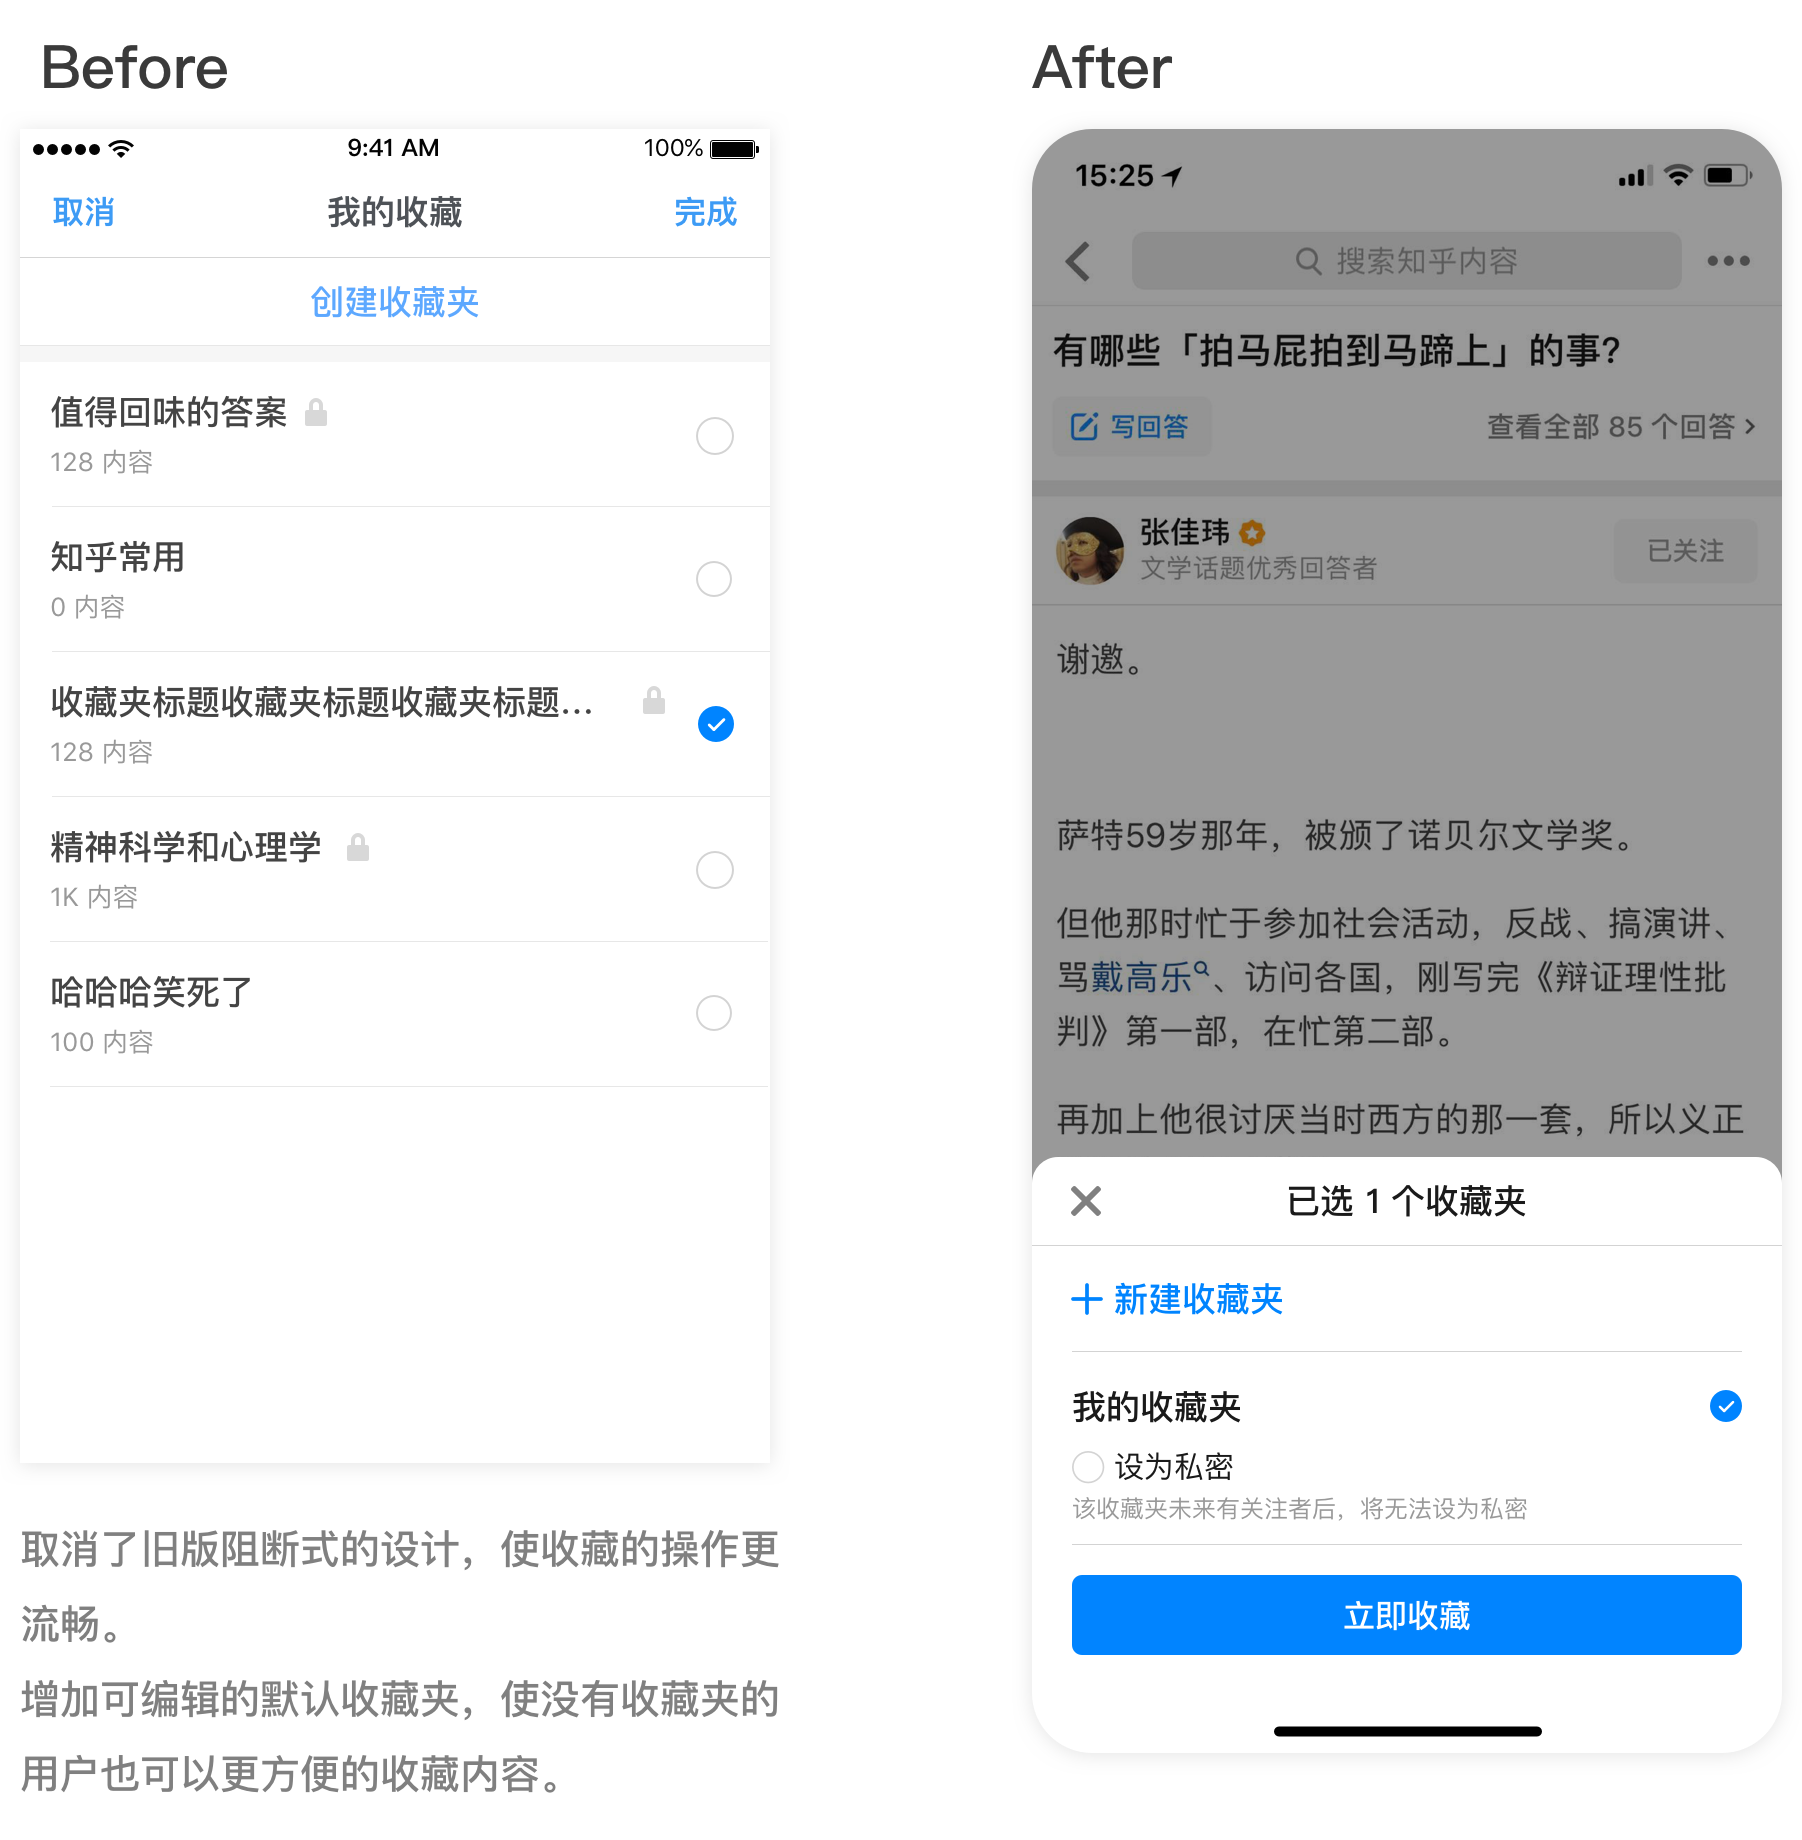 Before
9:41 AM
100%
取消
我的收藏
完成
创建收藏夹
值得回味的答案
128 内容
知乎常用
0 内容
收藏夹标题收藏夹标题收藏夹标题...
128 内容
精神科学和心理学
1K 内容
哈哈哈笑死了
100 内容
取消了旧版阻断式的设计，使收藏的操作更
流畅。
增加可编辑的默认收藏夹，使没有收藏夹的
用户也可以更方便的收藏内容。
After
15:25
搜索知乎内容
有哪些「拍马屁拍到马蹄上」的事?
写回答
查看全部 85 个回答
张佳玮
文学话题优秀回答者
已关注
谢邀。
萨特59岁那年，被颁了诺贝尔文学奖。
但他那时忙于参加社会活动，反战、搞演讲、
骂戴高乐、访问各国，刚写完《辩证理性批
判》第一部，在忙第二部。
再加上他很讨厌当时西方的那一套，所以义正
已选 1 个收藏夹
新建收藏夹
我的收藏夹
设为私密
该收藏夹未来有关注者后，将无法设为私密
立即收藏